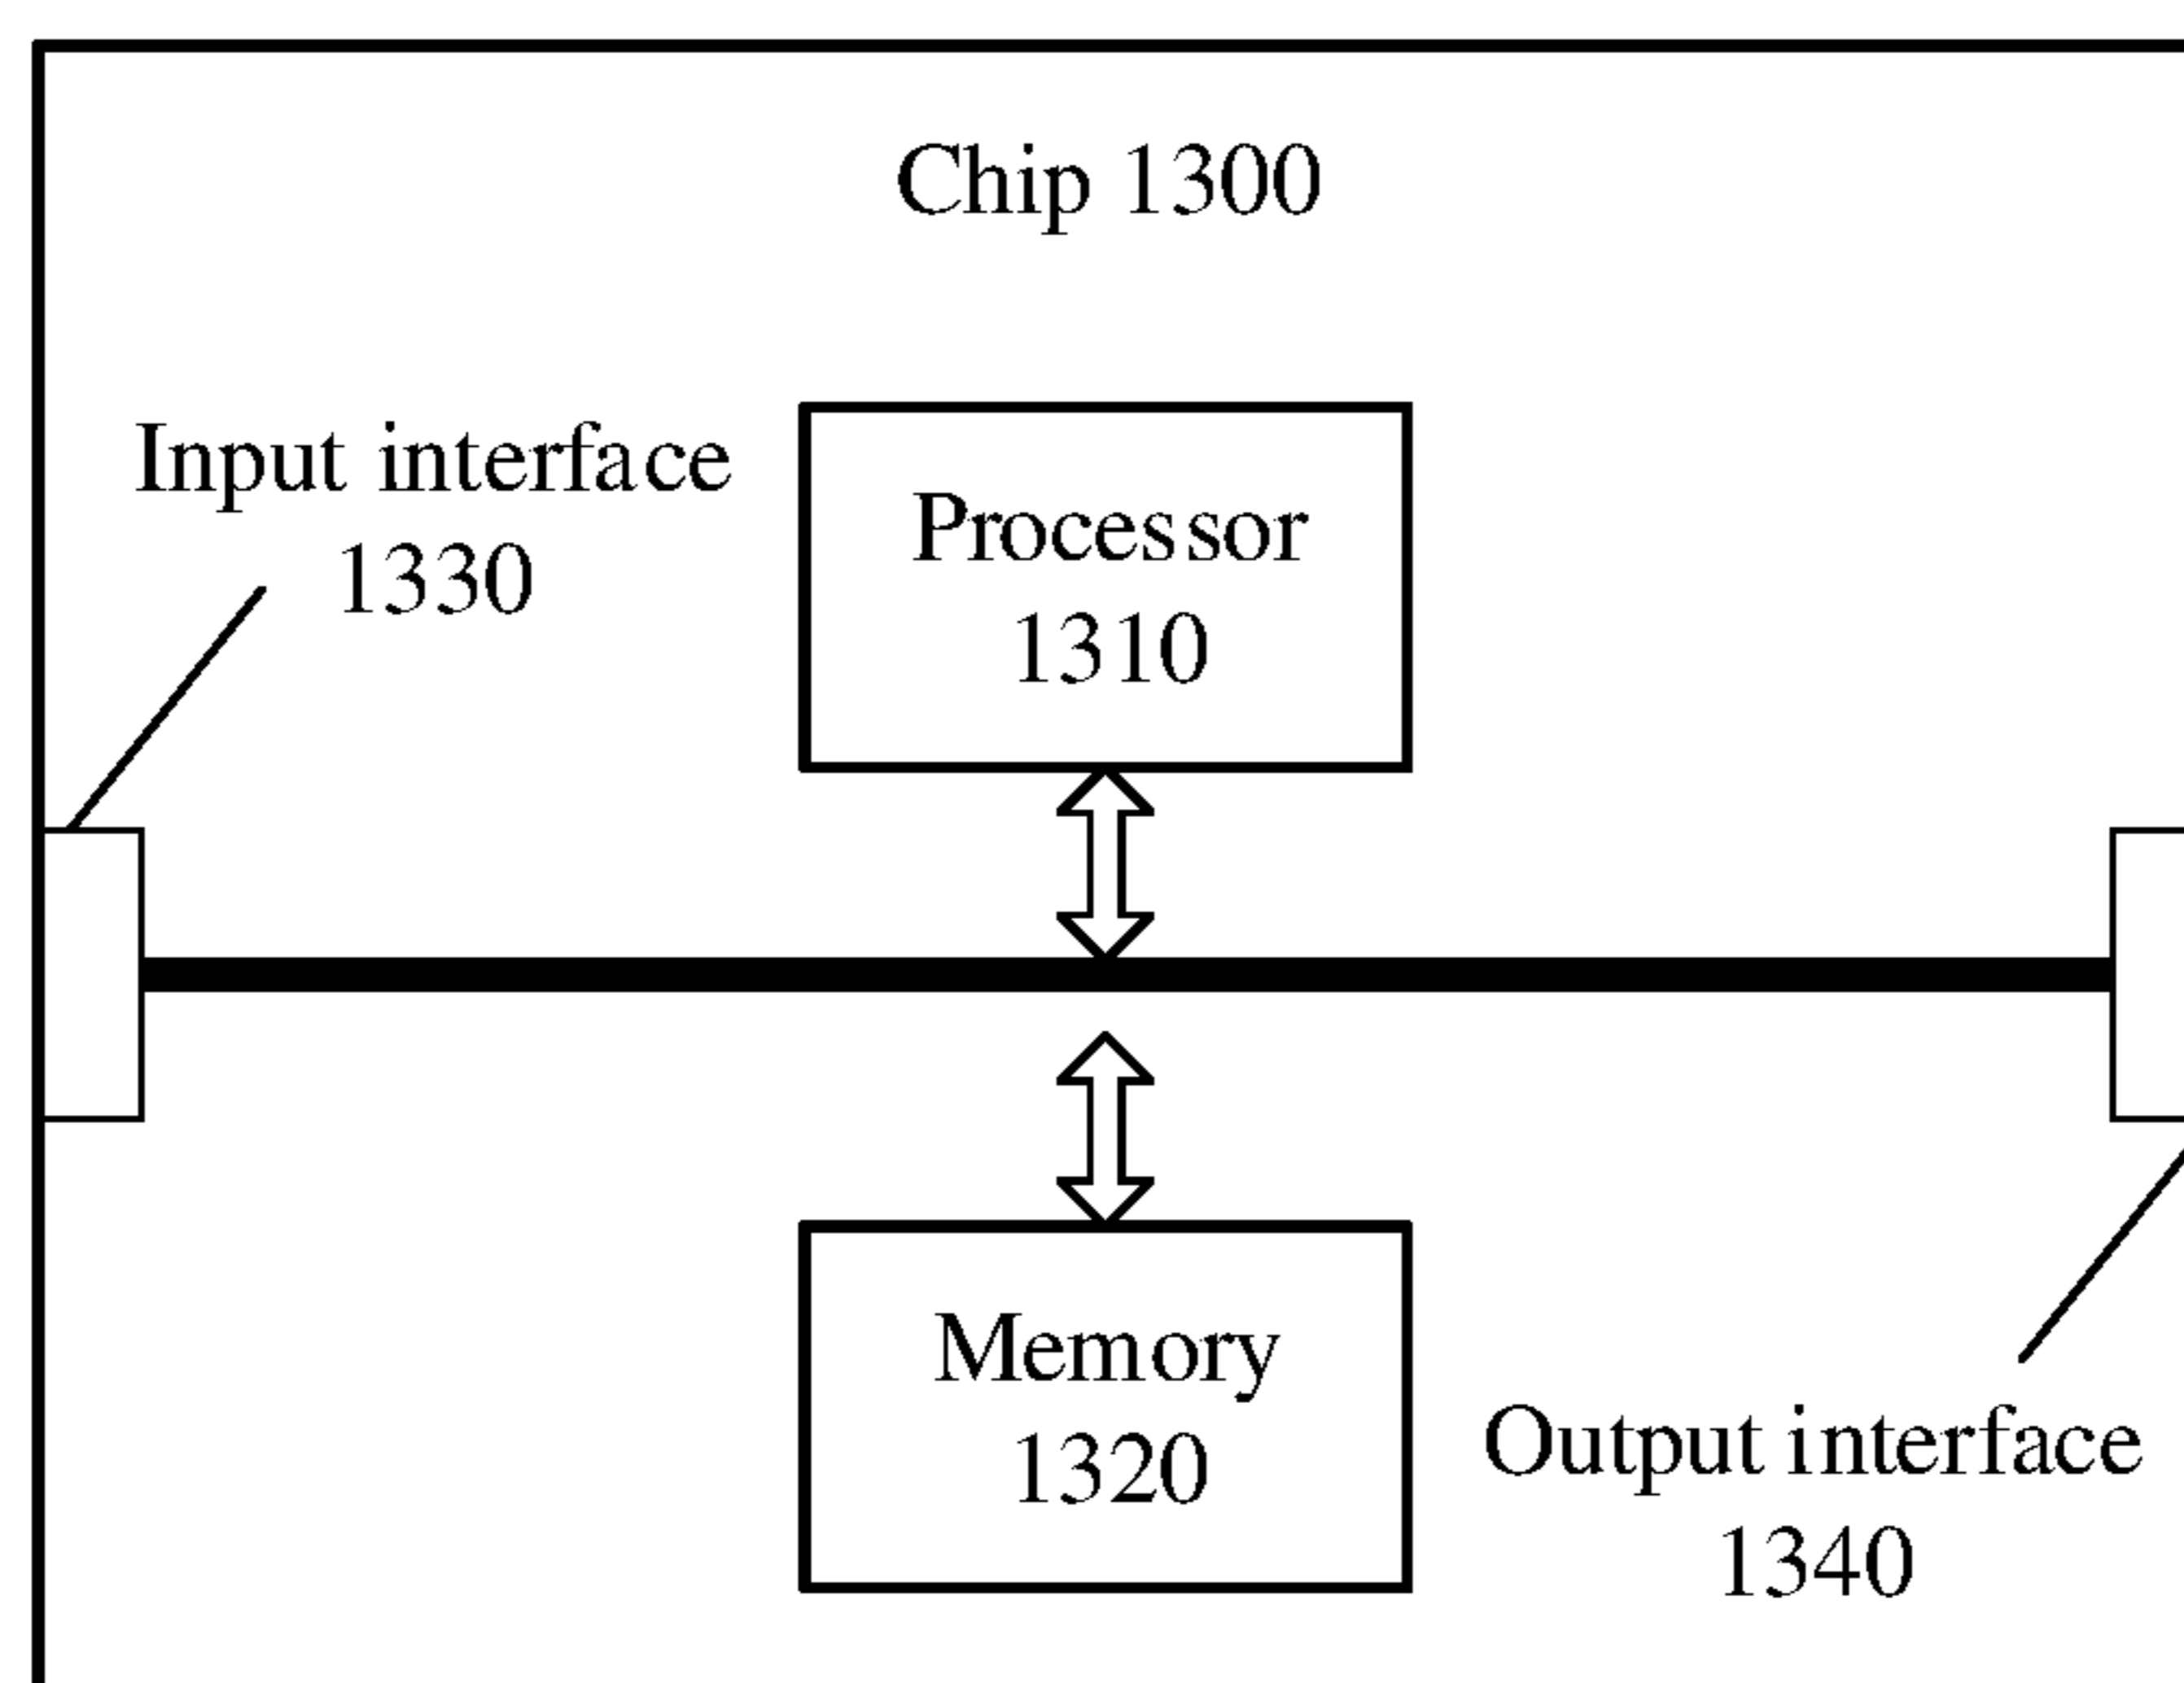 Chip 1300
Input interface
1330
Processor
1310
Memory
1320
Output interface
1340